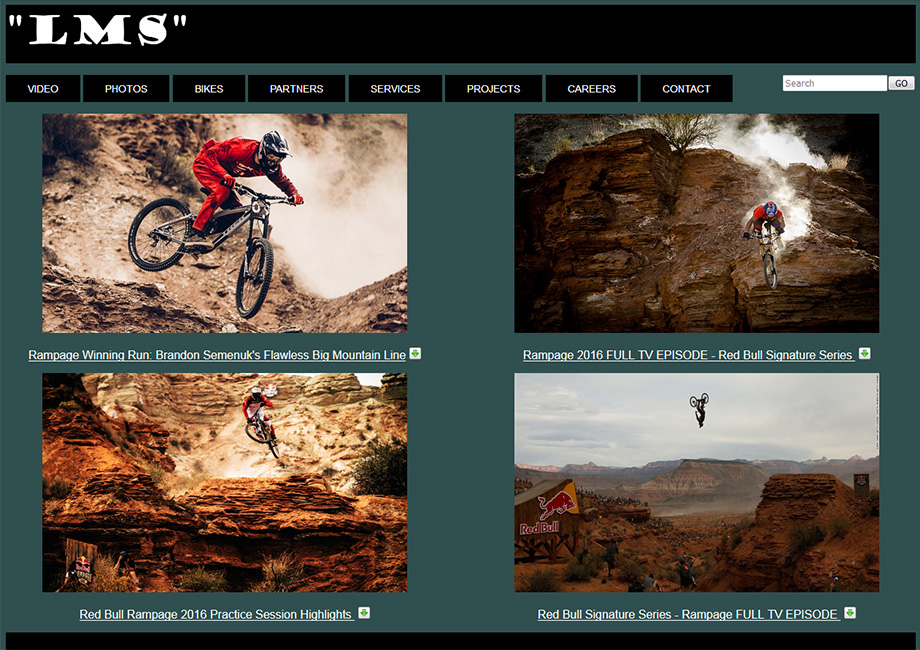 "LMS"
VIDEO PHOTOS BIKES PARTNERS SERVICES PROJECTS CAREERS CONTACT Search GO
Rampage Winning Run: Brandon Semenuk's Flawless Big Mountain Line
Rampage 2016 FULL TV EPISODE - Red Bull Signature Series
Red Bull
Red Bull Rampage 2016 Practice Session Highlights
Red Bull Signature Series - Rampage FULL TV EPISODE